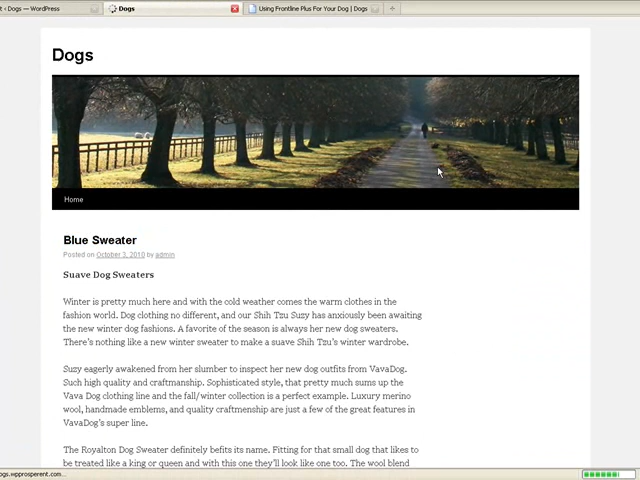 t ‹ Dogs — WordPress
Dogs
Using Frontline Plus For Your Dog | Dogs
Dogs
Home
Blue Sweater
Posted on October 3, 2010 by admin
Suave Dog Sweaters
Winter is pretty much here and with the cold weather comes the warm clothes in the
fashion world. Dog clothing no different, and our Shih Tzu Suzy has anxiously been awaiting
the new winter dog fashions. A favorite of the season is always her new dog sweaters.
There's nothing like a new winter sweater to make a suave Shih Tzu's winter wardrobe.
Suzy eagerly awakened from her slumber to inspect her new dog outfits from VavaDog.
Such high quality and craftmanship. Sophisticated style, that pretty much sums up the
Vava Dog clothing line and the fall/winter collection is a perfect example. Luxury merino
wool, handmade emblems, and quality craftmenship are just a few of the great features in
VavaDog's super line.
The Royalton Dog Sweater definitely befits its name. Fitting for that small dog that likes to
be treated like a king or queen and with this one they'll look like one too. The wool blend
ogs.wpprosperent.com...